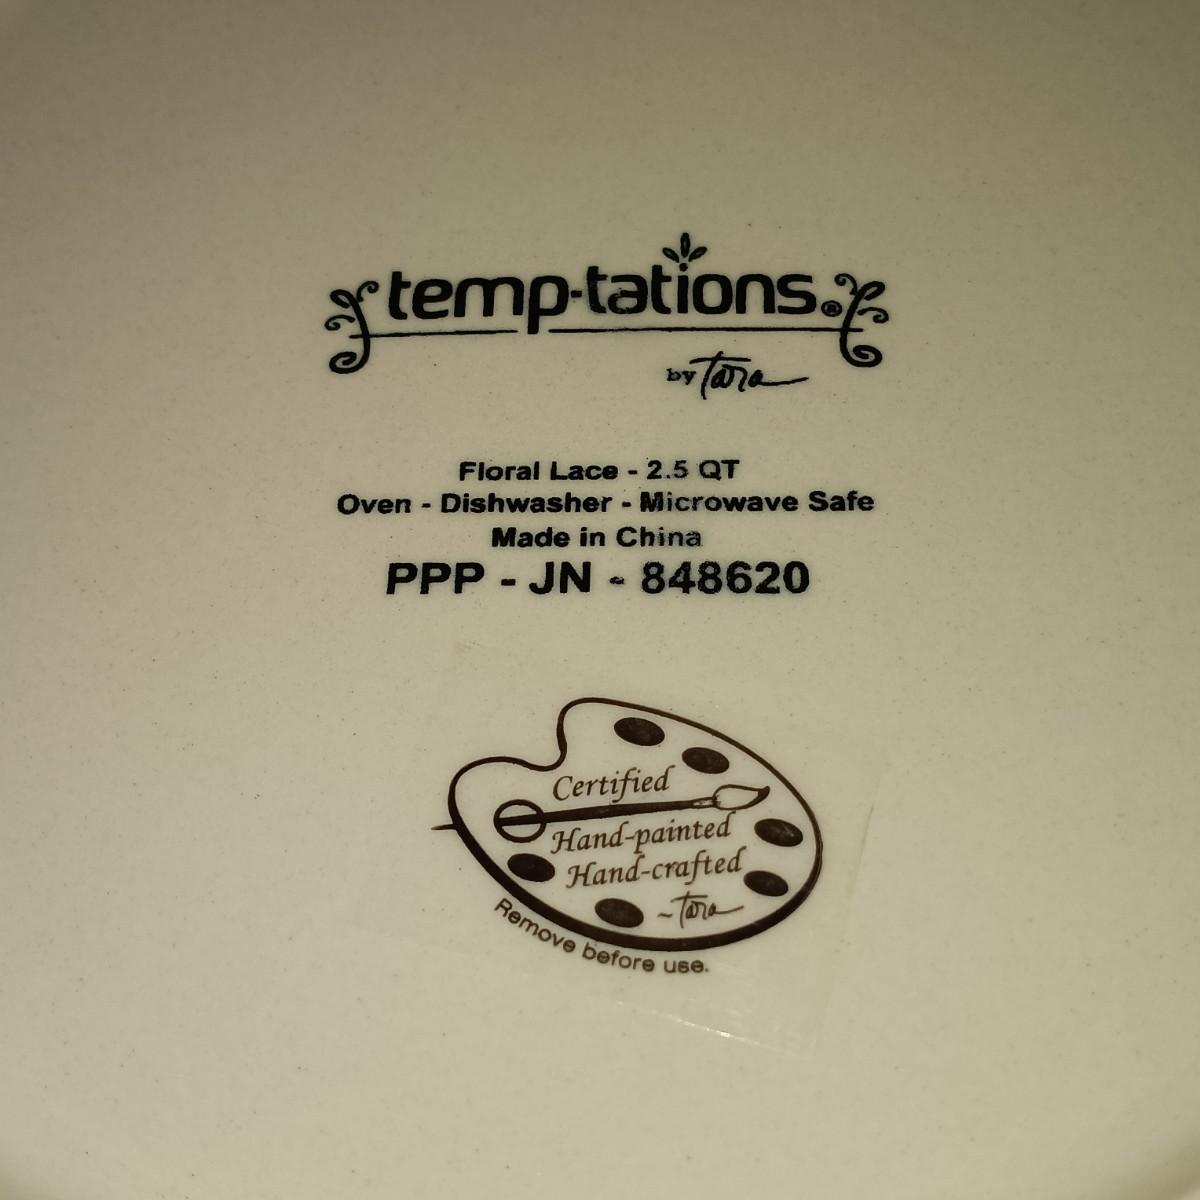 temp·tations®
by Tara
Floral Lace - 2.5 QT
Oven - Dishwasher - Microwave Safe
Made in China
PPP - JN - 848620
Certified
Hand-painted
Hand-crafted
~Tara
Remove before use.